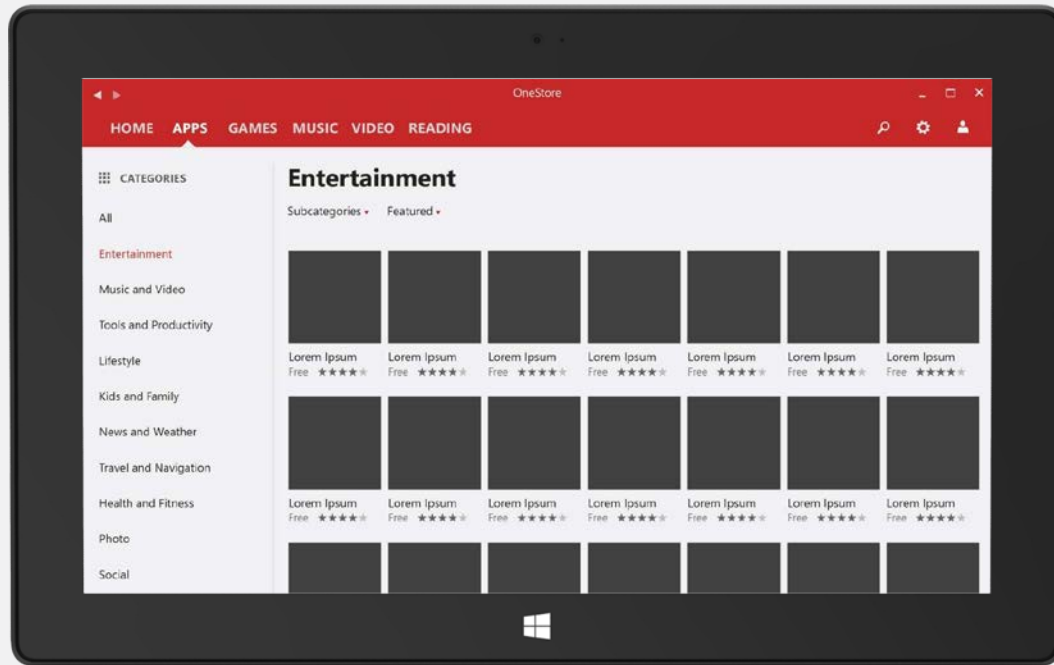 OneStore
HOME APPS GAMES MUSIC VIDEO READING
CATEGORIES
All
Entertainment
Music and Video
Tools and Productivity
Lifestyle
Kids and Family
News and Weather
Travel and Navigation
Health and Fitness
Photo
Social
Entertainment
Subcategories Featured
Lorem Ipsum Lorem Ipsum Lorem Ipsum Lorem Ipsum Lorem Ipsum Lorem Ipsum Lorem Ipsum
Free Free Free Free Free Free Free
Lorem Ipsum Lorem Ipsum Lorem Ipsum Lorem Ipsum Lorem Ipsum Lorem Ipsum Lorem Ipsum
Free Free Free Free Free Free Free